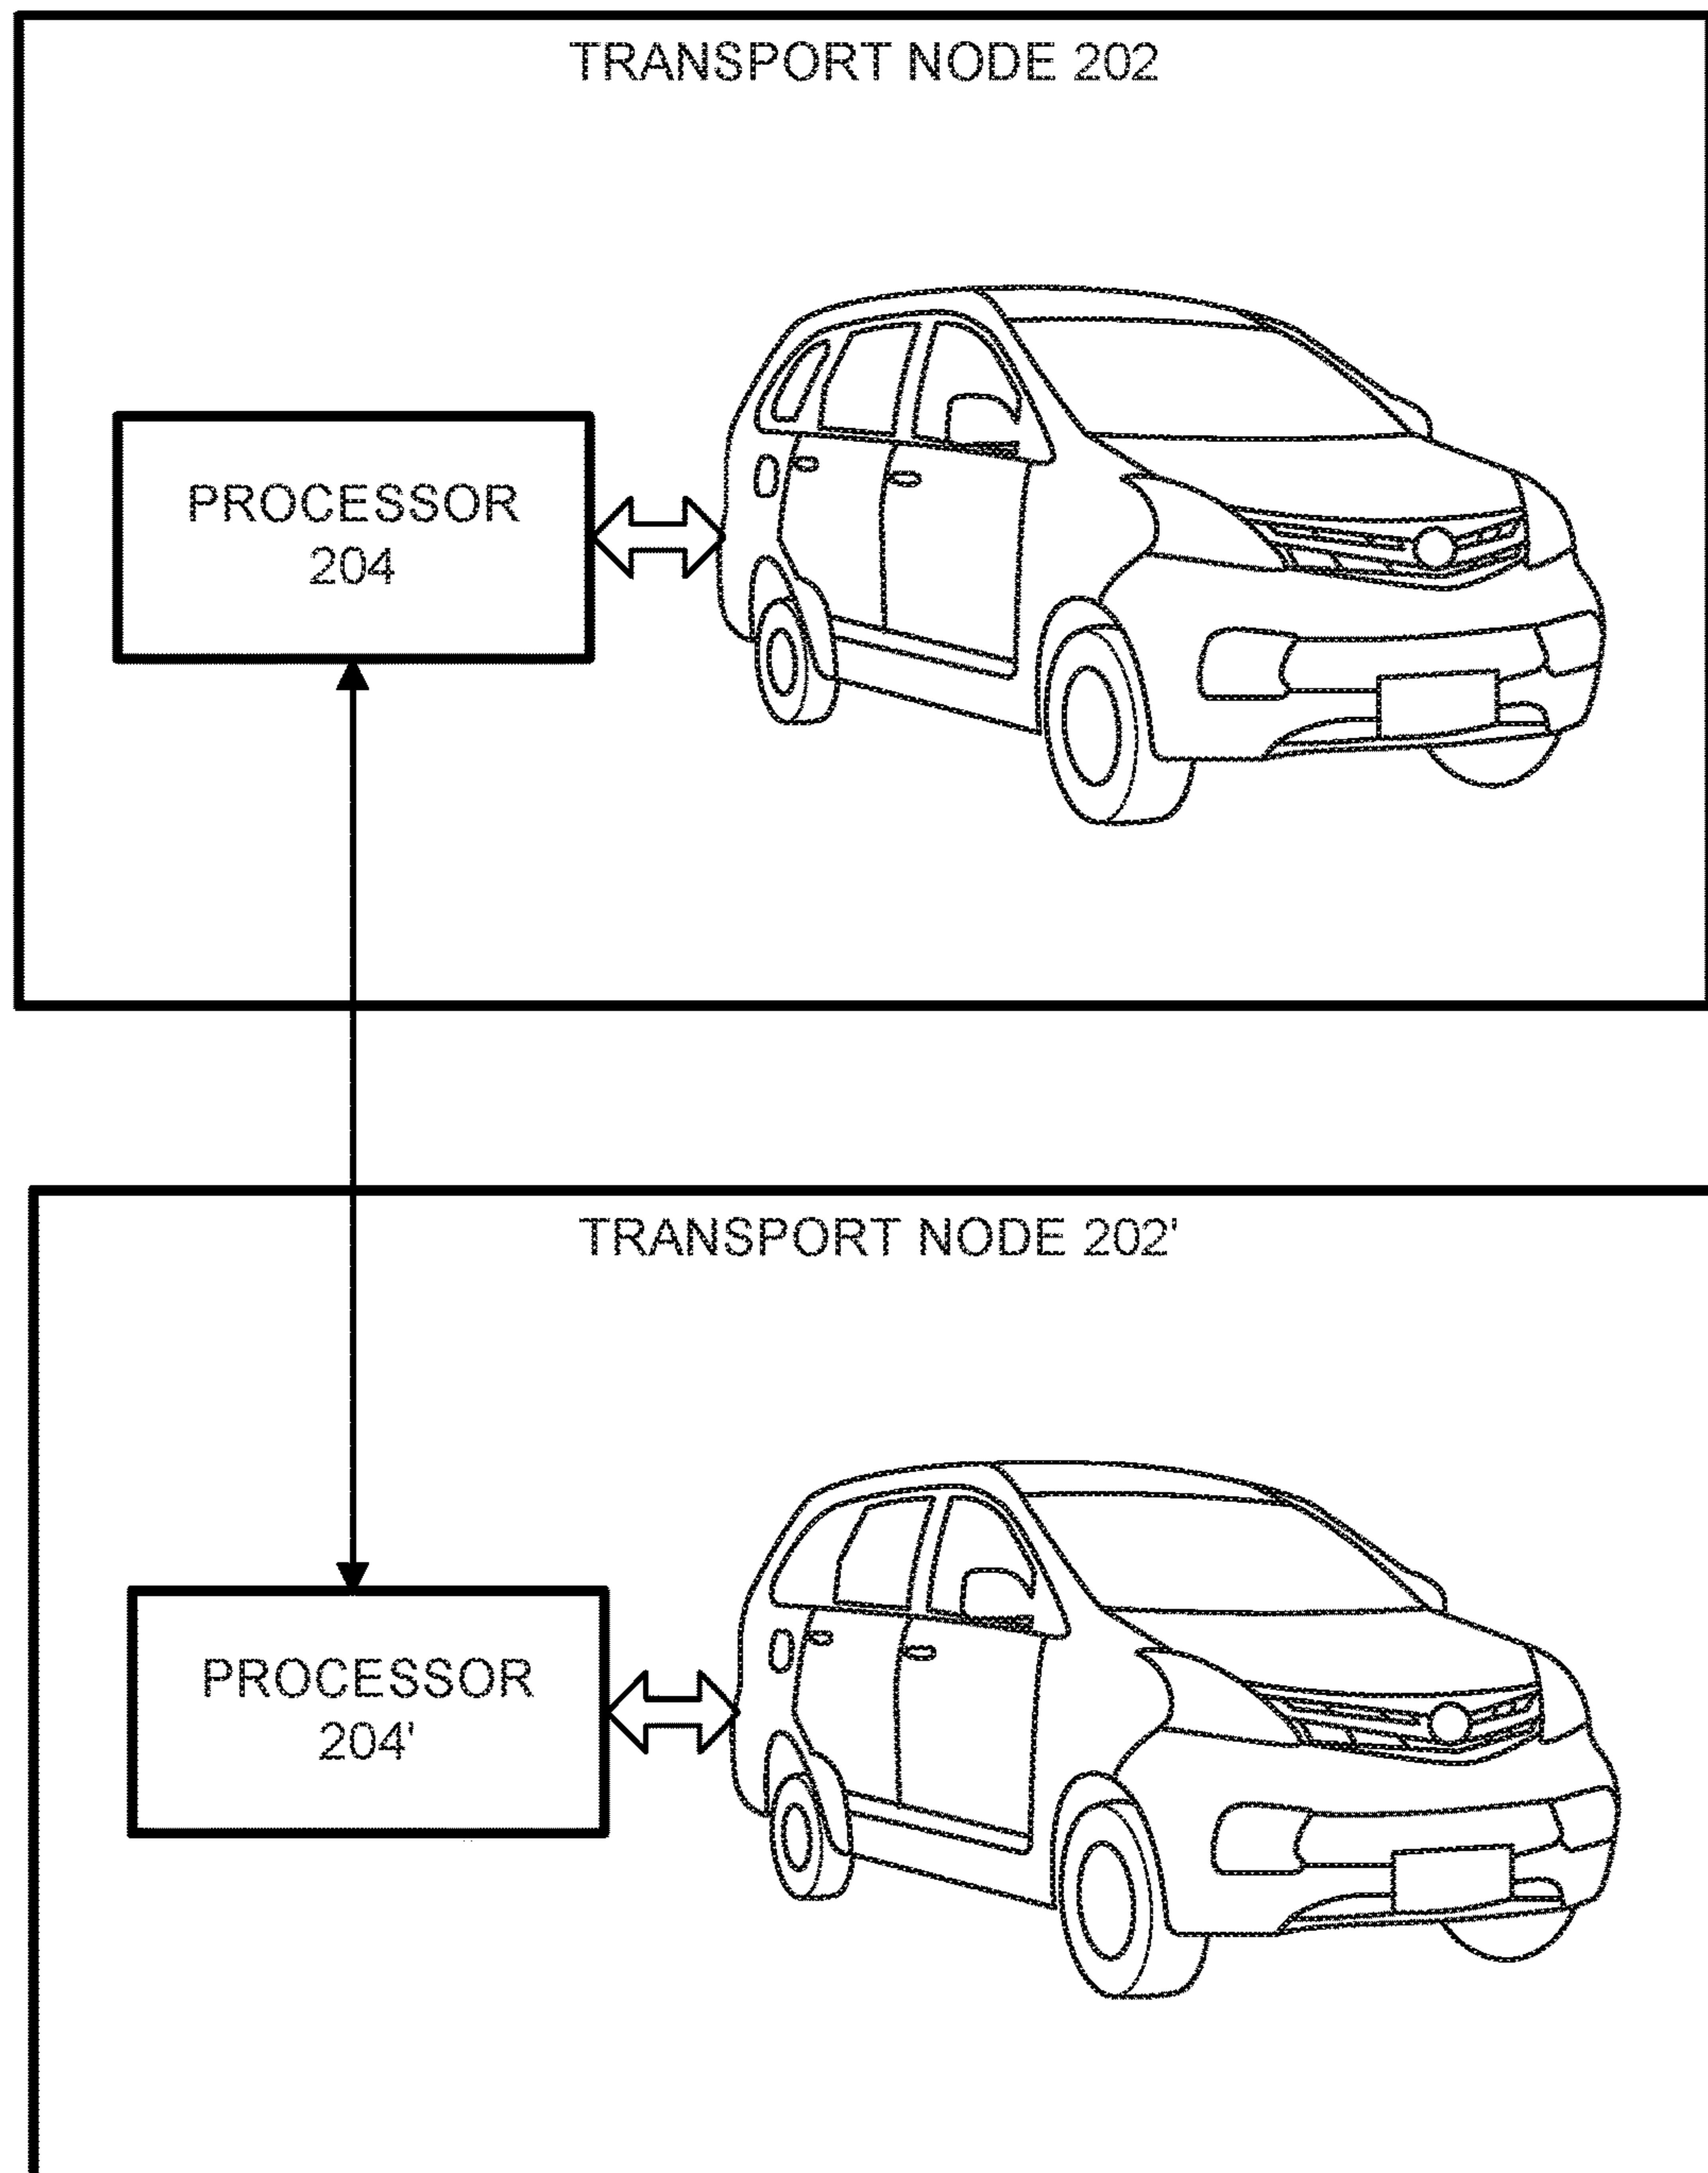 TRANSPORT NODE 202
PROCESSOR
204
TRANSPORT NODE 202'
PROCESSOR
204'